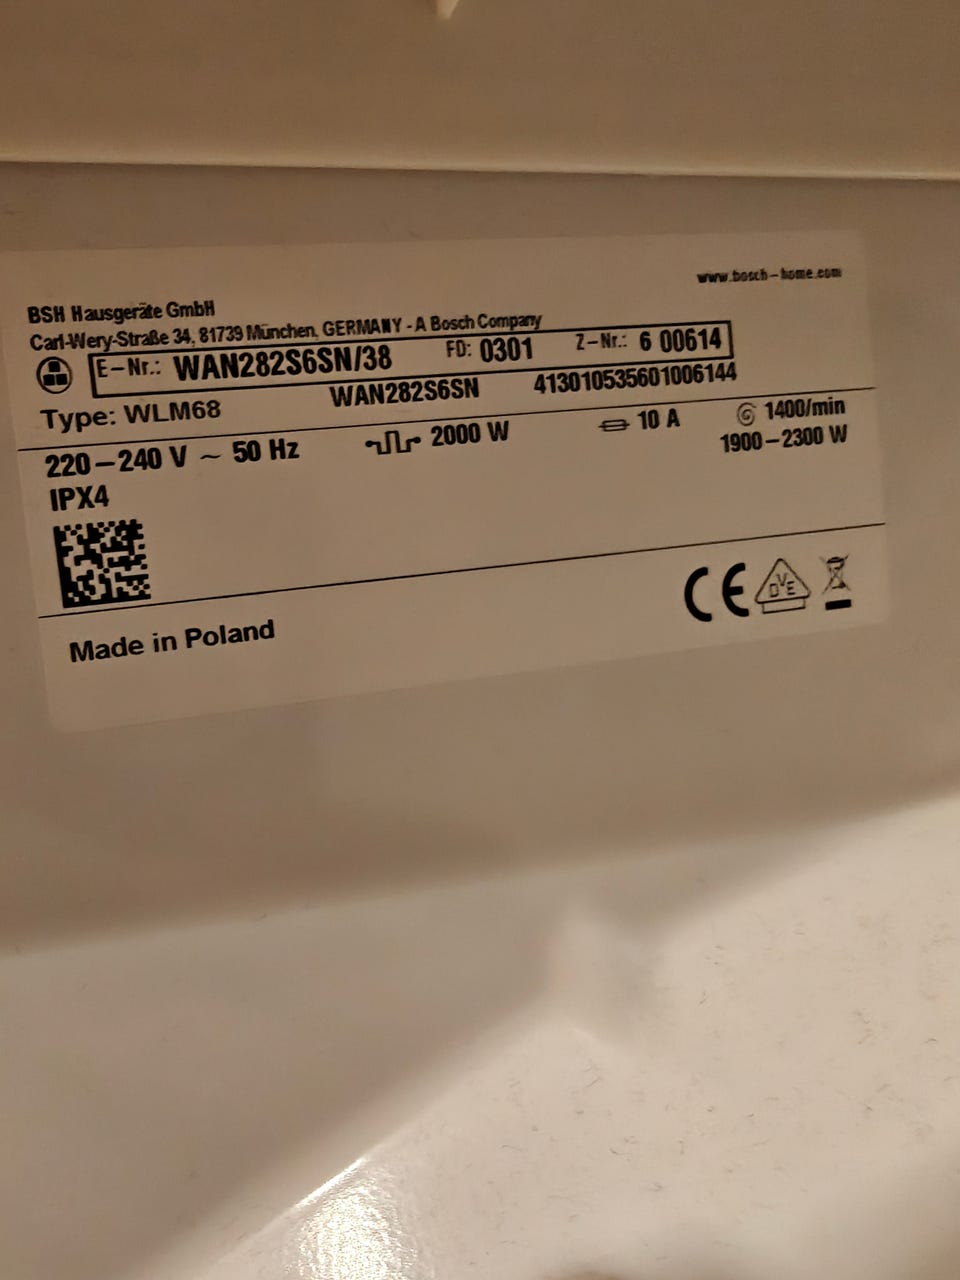 www.bosch-home.com
BSH Hausgeräte GmbH
Carl-Wery-Straße 34, 81739 München, GERMANY - A Bosch Company
E-Nr.: WAN282S6SN/38 FD: 0301 Z-Nr.: 6 00614
Type: WLM68 WAN282S6SN 413010535601006144
220-240 V ~ 50 Hz 2000 W 10 A 1400/min
IPX4 1900-2300 W
CE DVE
Made in Poland